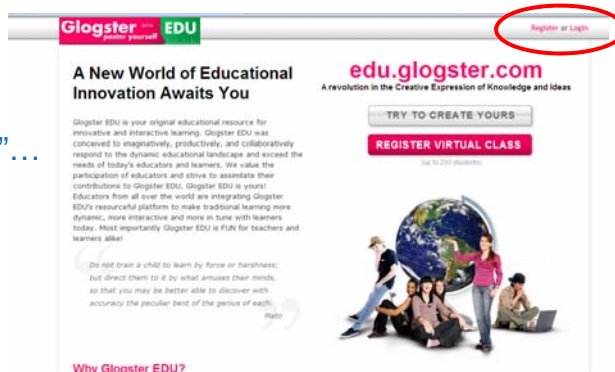 Glogster BETA EDU
poster yourself
Register or Login
A New World of Educational
Innovation Awaits You
Glogster EDU is your original educational resource for
innovative and interactive learning. Glogster EDU was
conceived to imaginatively, productively, and collaboratively
respond to the dynamic educational landscape and exceed the
needs of today's educators and learners. We value the
participation of educators and strive to assimilate their
contributions to Glogster EDU, Glogster EDU is yours!
Educators from all over the world are integrating Glogster
EDU's resourceful platform to make traditional learning more
dynamic, more interactive and more in tune with learners
today. Most importantly Glogster EDU is FUN for teachers and
learners alike!
"…
Do not train a child to learn by force or harshness;
but direct them to it by what amuses their minds,
so that you may be better able to discover with
accuracy the peculiar bent of the genius of each.
Plato
Why Glogster EDU?
edu.glogster.com
A revolution in the Creative Expression of Knowledge and Ideas
TRY TO CREATE YOURS
REGISTER VIRTUAL CLASS
(up to 200 students)